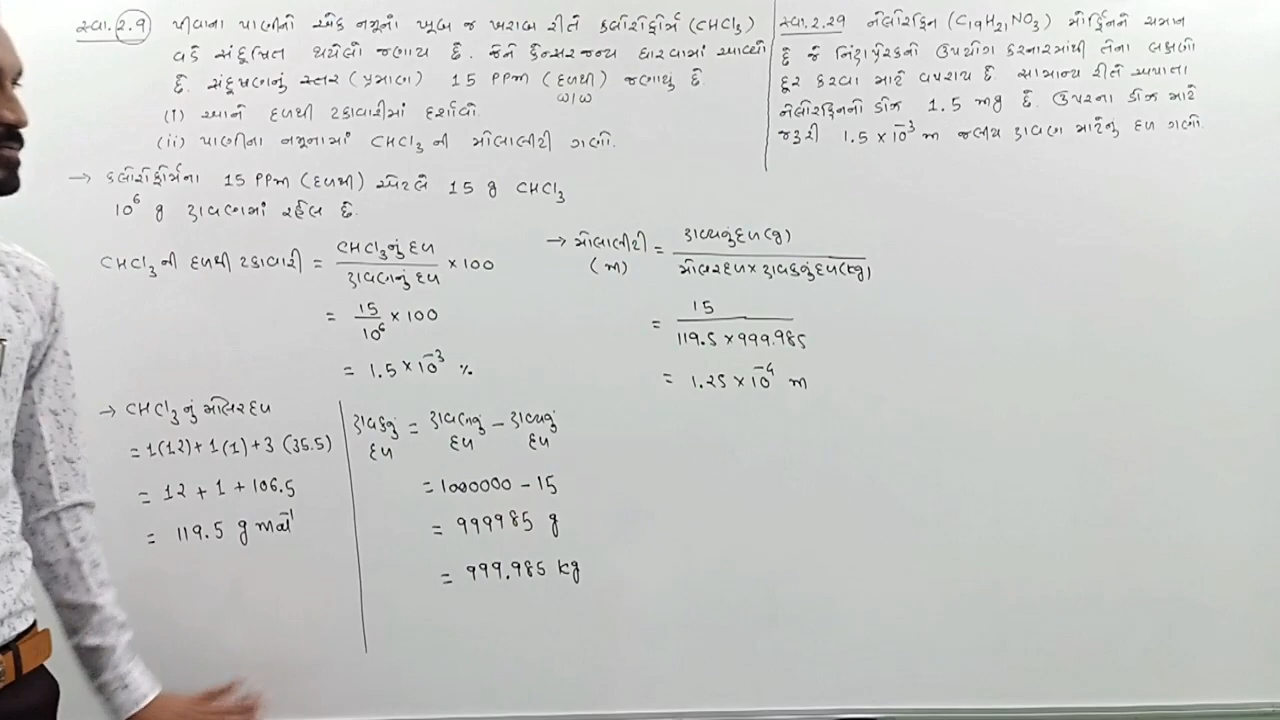 સ્વા. 2.9 પીવાના પાણીનો એક નમૂનો ખૂબ જ ખરાબ રીતે ક્લોરોફોર્મ (CHCl3)
વડે સંદૂષિત થયેલો જણાય છે. જેને કેન્સરજન્ય ધારવામાં આવ્યો
છે. સંદૂષણનું સ્તર (પ્રમાણ) 15 PPm (દળથી) જણાયું છે.
w/w
(i) આને દળથી ટકાવારીમાં દર્શાવો.
(ii) પાણીના નમૂનામાં CHCl3 ની મોલાલીટી ગણો.
→ ક્લોરોફોર્મના 15 PPm (દળથી) એટલે 15 g CHCl3
10^6 g દ્રાવણમાં રહેલ છે.
CHCl3 ની દળથી ટકાવારી = CHCl3 નું દળ / દ્રાવણનું દળ × 100
= 15 / 10^6 × 100
= 1.5 × 10^-3 %
→ CHCl3 નું મોલરદળ
= 1(12) + 1(1) + 3 (35.5)
= 12 + 1 + 106.5
= 119.5 g mol^-1
દ્રાવકનું દળ = દ્રાવણનું દળ - દ્રાવ્યનું દળ
= 1000000 - 15
= 999985 g
= 999.985 kg
→ મોલાલીટી (m) = દ્રાવ્યનું દળ (g) / મોલરદળ × દ્રાવકનું દળ (kg)
= 15 / 119.5 × 999.985
= 1.25 × 10^-4 m
સ્વા. 2.29 નેલોરફિન (C19H21NO3) મોર્ફિનને સમાન
છે જે નિંદ્રાપ્રેરકનો ઉપયોગ કરનારમાંથી તેના લક્ષણો
દૂર કરવા માટે વપરાય છે. સામાન્ય રીતે અપાતા
નેલોરફિનનો ડોઝ 1.5 mg છે. ઉપરના ડોઝ માટે
જરૂરી 1.5 × 10^-3 m જલીય દ્રાવણ માટેનું દળ ગણો.